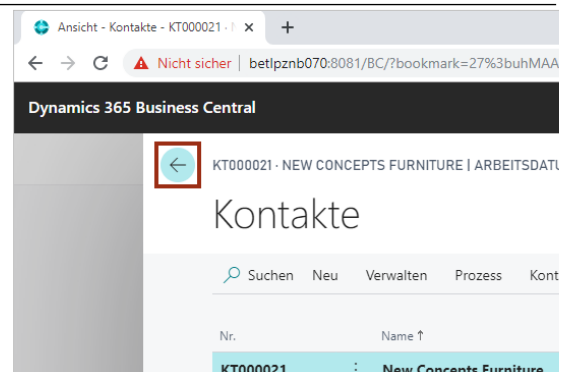 Ansicht - Kontakte - KT000021 ·
Nicht sicher | betlpznb070:8081/BC/?bookmark=27%3buhMAA
Dynamics 365 Business Central
KT000021 · NEW CONCEPTS FURNITURE | ARBEITSDATU
Kontakte
Suchen Neu Verwalten Prozess Kont
Nr. Name ↑
KT000021 New Concepts Furniture